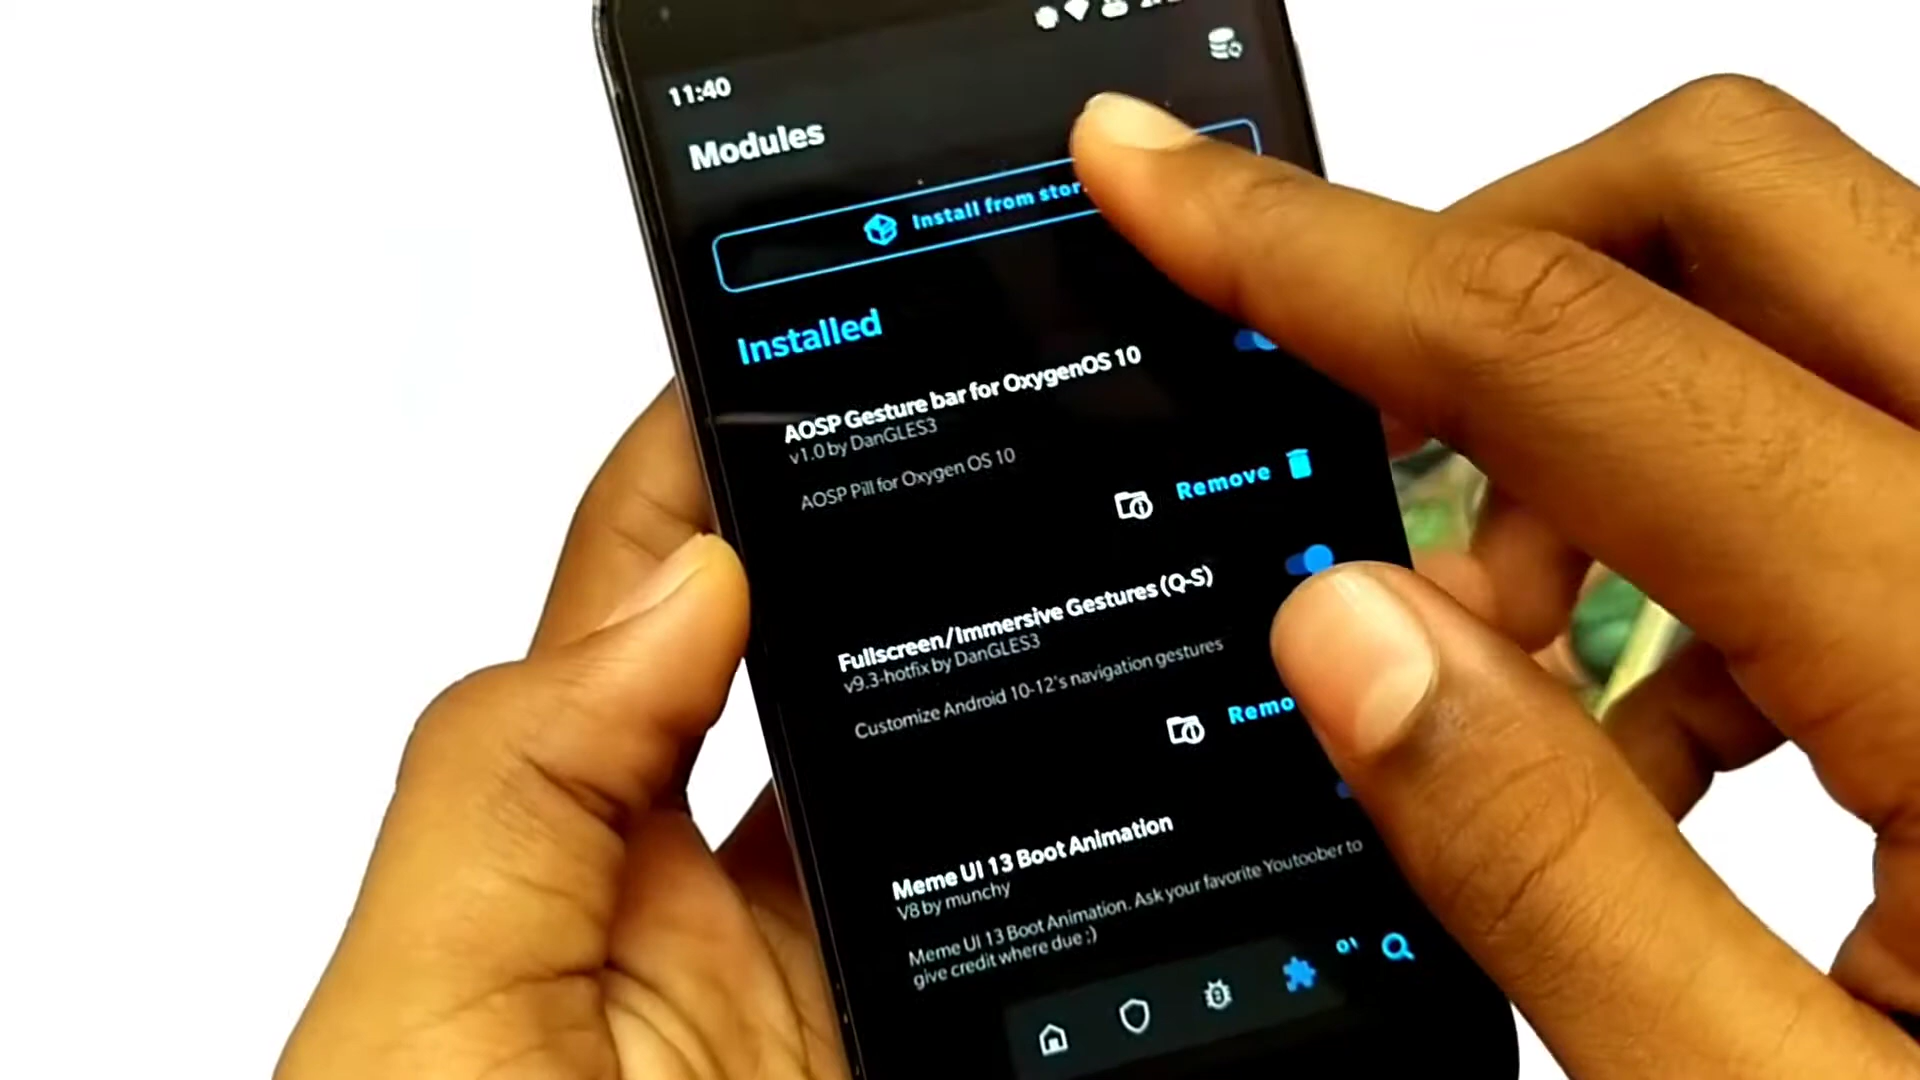 11:40
Modules
Install from stor
Installed
AOSP Gesture bar for OxygenOS 10
v1.0 by DanGLES3
AOSP Pill for Oxygen OS 10
Remove
Fullscreen/Immersive Gestures (Q-S)
v9.3-hotfix by DanGLES3
Customize Android 10-12's navigation gestures
Remo
Meme UI 13 Boot Animation
V8 by munchy
Meme UI 13 Boot Animation. Ask your favorite Youtoober to
give credit where due ;)